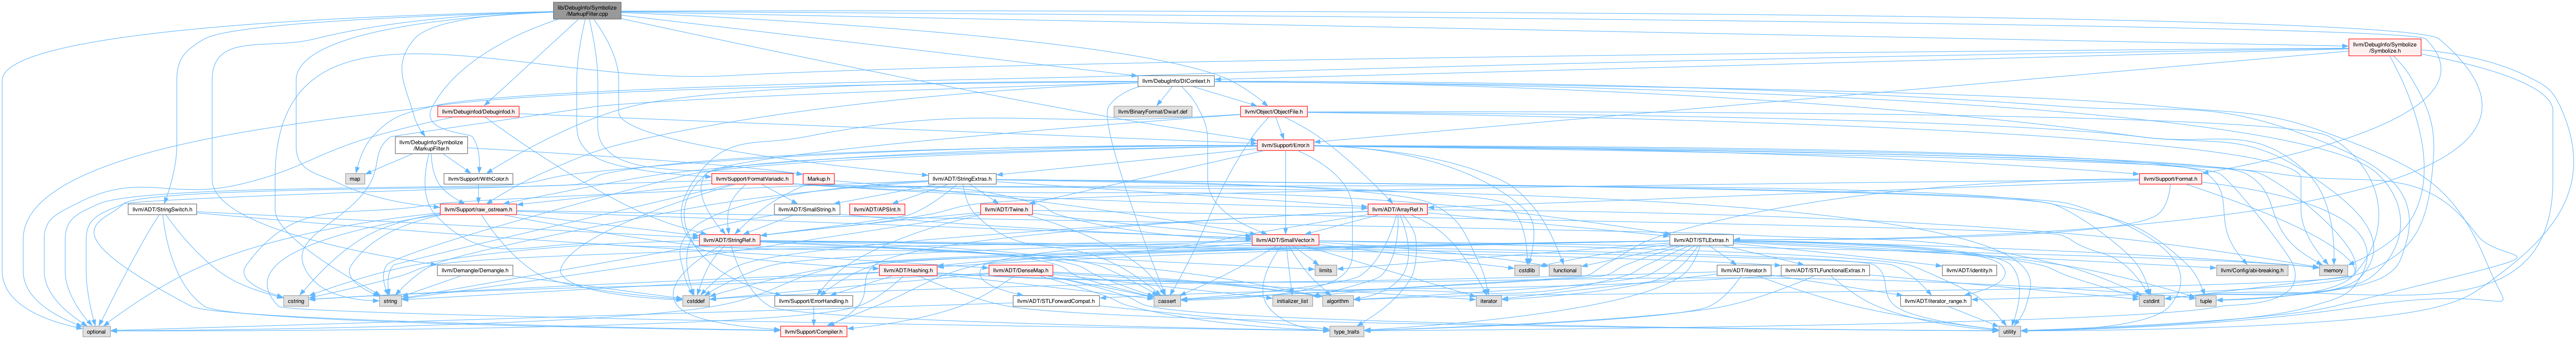 lib/DebugInfo/Symbolize
/MarkupFilter.cpp
llvm/DebugInfo/Symbolize
/Symbolize.h
llvm/DebugInfo/DIContext.h
llvm/Debuginfod/Debuginfod.h
llvm/BinaryFormat/Dwarf.def
llvm/Object/ObjectFile.h
llvm/DebugInfo/Symbolize
/MarkupFilter.h
llvm/Support/Error.h
map
llvm/Support/WithColor.h
llvm/Support/FormatVariadic.h
Markup.h
llvm/ADT/StringExtras.h
llvm/Support/Format.h
llvm/ADT/StringSwitch.h
llvm/Support/raw_ostream.h
llvm/ADT/SmallString.h
llvm/ADT/APSInt.h
llvm/ADT/Twine.h
llvm/ADT/ArrayRef.h
llvm/ADT/StringRef.h
llvm/ADT/SmallVector.h
llvm/ADT/STLExtras.h
llvm/Demangle/Demangle.h
llvm/ADT/Hashing.h
llvm/ADT/DenseMap.h
limits
cstdlib
functional
llvm/ADT/iterator.h
llvm/ADT/STLFunctionalExtras.h
llvm/ADT/identity.h
llvm/Config/abi-breaking.h
memory
cstring
string
cstddef
llvm/Support/ErrorHandling.h
llvm/ADT/STLForwardCompat.h
cassert
initializer_list
algorithm
iterator
llvm/ADT/iterator_range.h
cstdint
tuple
optional
llvm/Support/Compiler.h
type_traits
utility